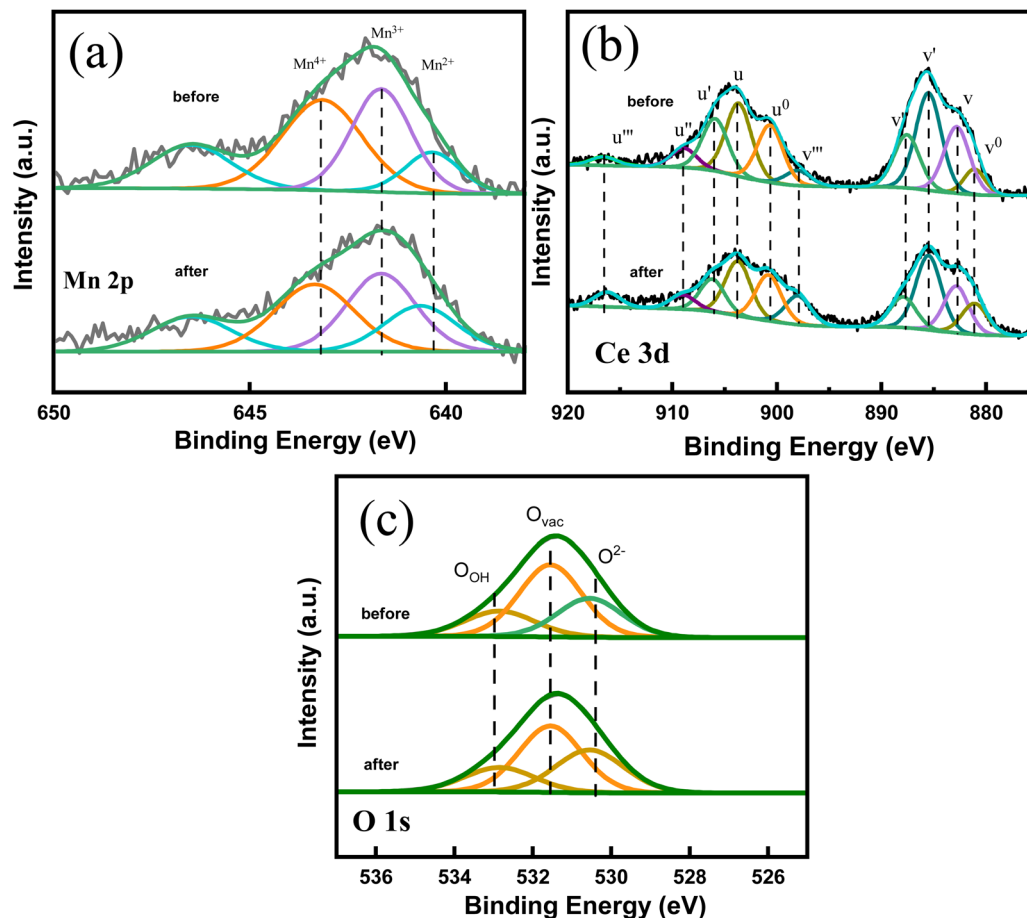 (a)
Mn⁴⁺
Mn³⁺
Mn²⁺
before
after
Mn 2p
Intensity (a.u.)
650
645
640
Binding Energy (eV)
(b)
u'''
u''
u'
u
u⁰
v'''
v'
v
v⁰
before
after
Ce 3d
Intensity (a.u.)
920
910
900
890
880
Binding Energy (eV)
(c)
O_OH
O_vac
O²⁻
before
after
O 1s
Intensity (a.u.)
536
534
532
530
528
526
Binding Energy (eV)